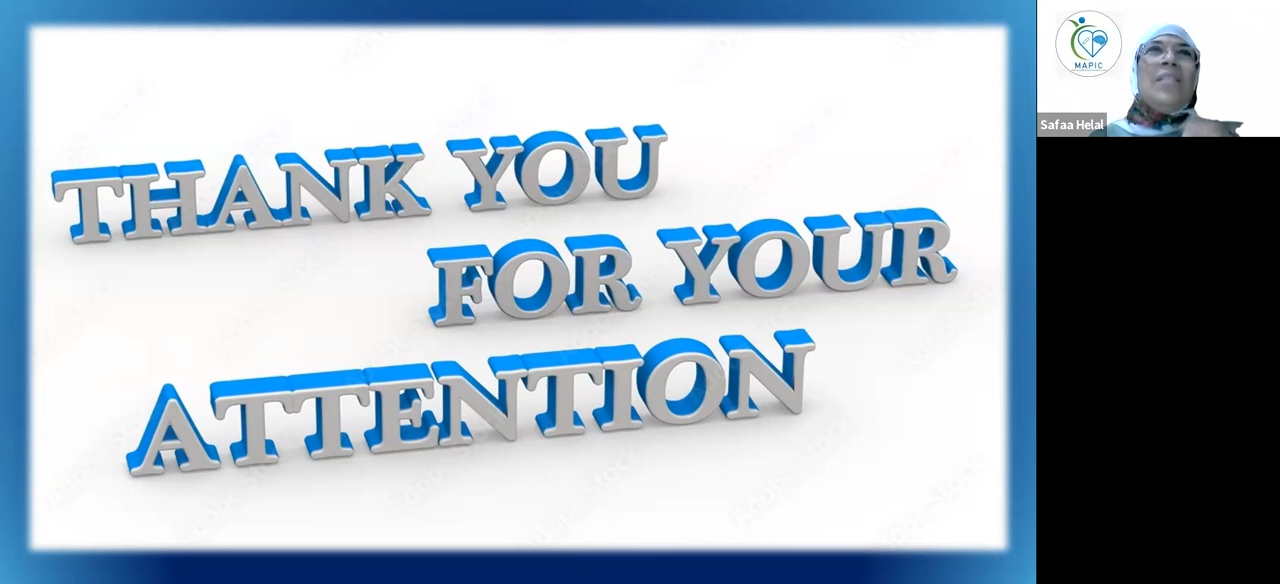 THANK YOU
FOR YOUR
ATTENTION
MAPIC
Safaa Helal